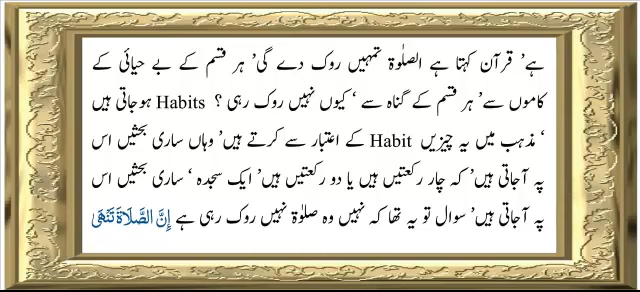 ہے’ قرآن کہتا ہے الصلٰوۃ تمہیں روک دے گی’ ہر قسم کے بے حیائی کے
کاموں سے’ ہر قسم کے گناہ سے ‘ کیوں نہیں روک رہی ؟ Habits ہوجاتی ہیں
‘ مذہب میں یہ چیزیں Habit کے اعتبار سے کرتے ہیں’ وہاں ساری بحثیں اس
پہ آجاتی ہیں’ کہ چار رکعتیں ہیں یا دو رکعتیں ہیں’ ایک سجدہ ‘ ساری بحثیں اس
پہ آجاتی ہیں’ سوال تو یہ تھا کہ نہیں وہ صلوٰۃ نہیں روک رہی ہے إِنَّ الصَّلَاةَ تَنْهَىٰ